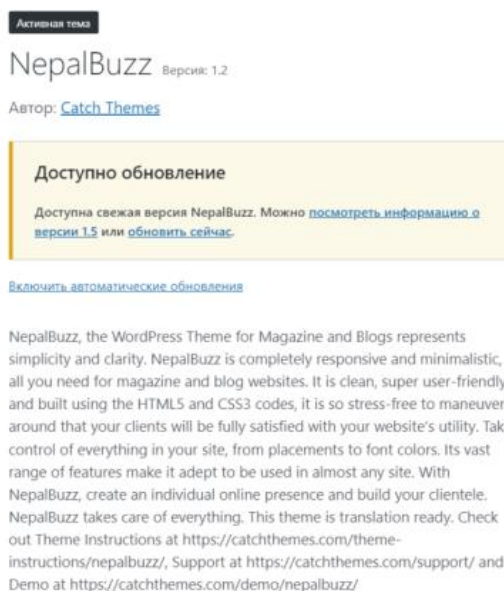 Активная тема
NepalBuzz Версия: 1.2
Автор: Catch Themes
Доступно обновление
Доступна свежая версия NepalBuzz. Можно посмотреть информацию о
версии 1.5 или обновить сейчас.
Включить автоматические обновления
NepalBuzz, the WordPress Theme for Magazine and Blogs represents
simplicity and clarity. NepalBuzz is completely responsive and minimalistic,
all you need for magazine and blog websites. It is clean, super user-friendly
and built using the HTML5 and CSS3 codes, it is so stress-free to maneuver
around that your clients will be fully satisfied with your website's utility. Tak
control of everything in your site, from placements to font colors. Its vast
range of features make it adept to be used in almost any site. With
NepalBuzz, create an individual online presence and build your clientele.
NepalBuzz takes care of everything. This theme is translation ready. Check
out Theme Instructions at https://catchthemes.com/theme-
instructions/nepalbuzz/, Support at https://catchthemes.com/support/ and
Demo at https://catchthemes.com/demo/nepalbuzz/